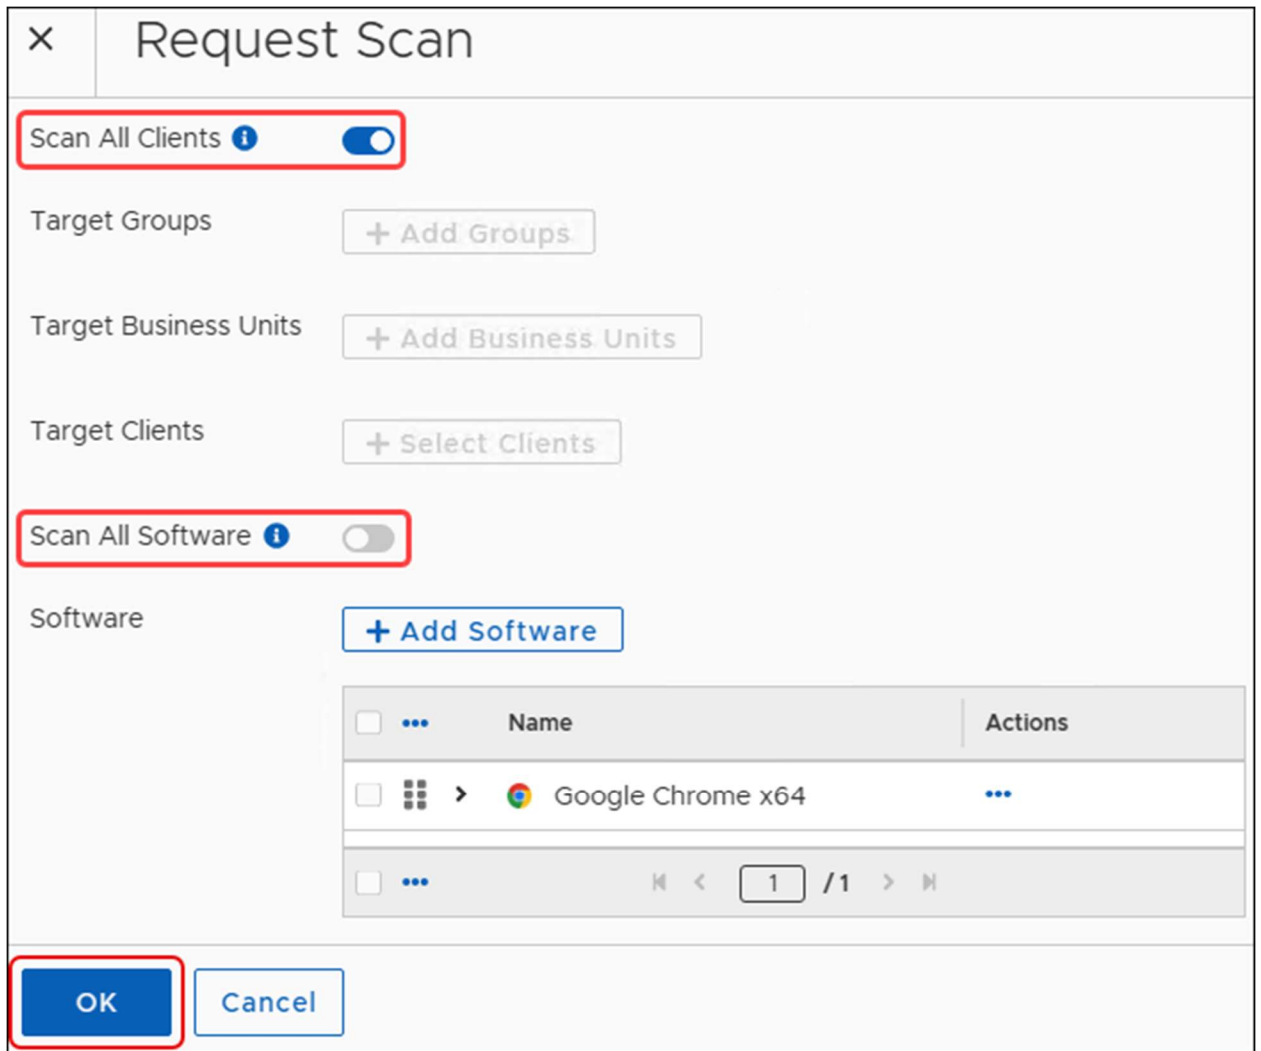 Request Scan
Scan All Clients
Target Groups
+ Add Groups
Target Business Units
+ Add Business Units
Target Clients
+ Select Clients
Scan All Software
Software
+ Add Software
Name Actions
Google Chrome x64
1 /1
OK Cancel